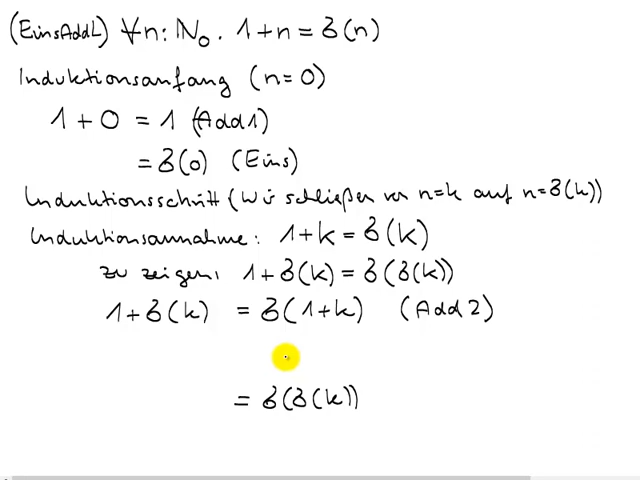 (EinsAddL) ∀n: ℕ₀. 1+n = β(n)
Induktionsanfang (n=0)
1+0 = 1 (Add1)
= β(0) (Eins)
Induktionsschritt (Wir schließen von n=k auf n=β(k))
Induktionsannahme: 1+k = β(k)
zu zeigen: 1+β(k) = β(β(k))
1+β(k) = β(1+k) (Add2)
= β(β(k))